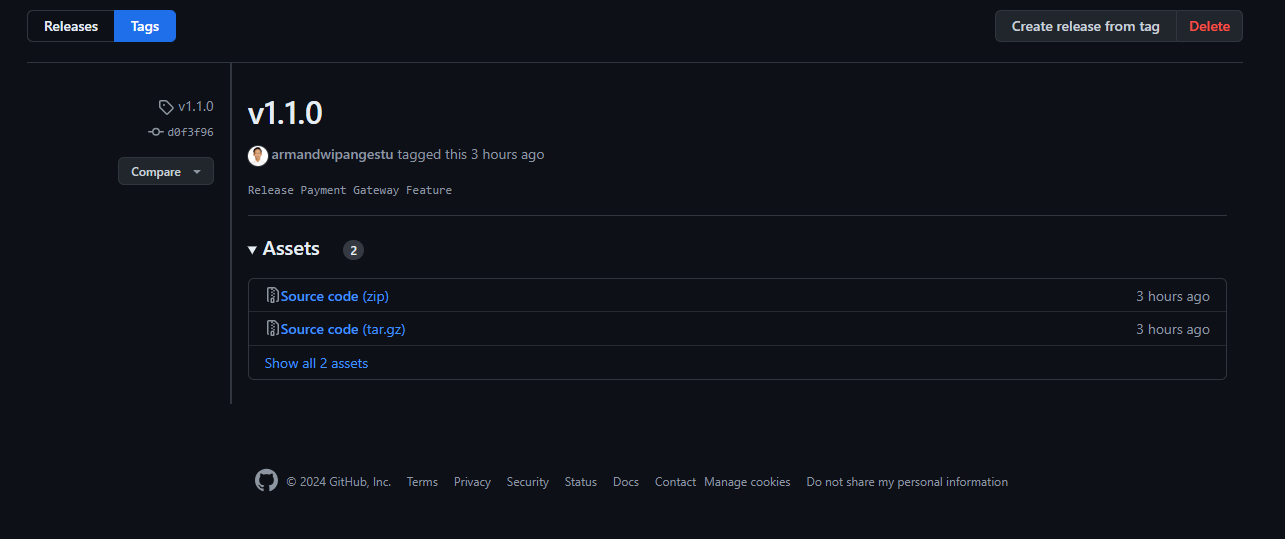 Releases Tags Create release from tag Delete
v1.1.0
d0f3f96
Compare
v1.1.0
armandwipangestu tagged this 3 hours ago
Release Payment Gateway Feature
Assets 2
Source code (zip) 3 hours ago
Source code (tar.gz) 3 hours ago
Show all 2 assets
© 2024 GitHub, Inc. Terms Privacy Security Status Docs Contact Manage cookies Do not share my personal information